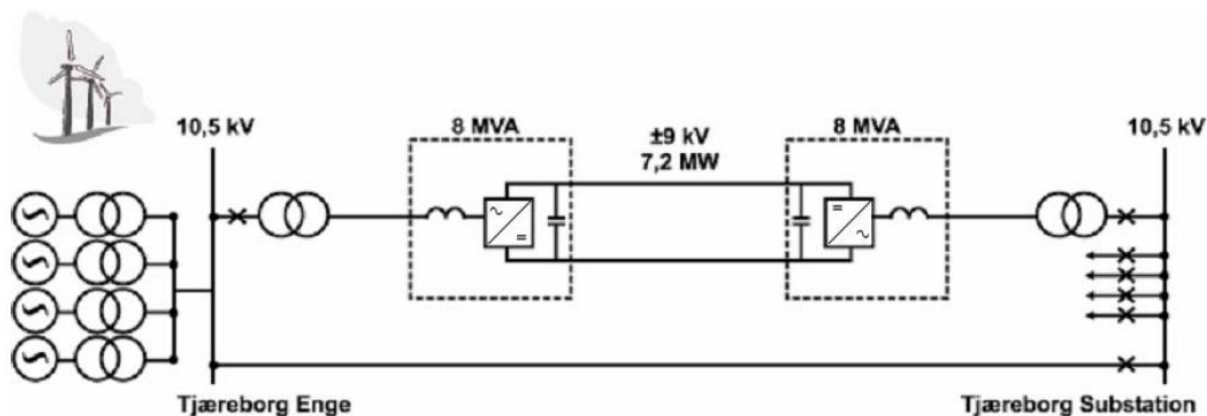 10,5 kV
8 MVA
±9 kV
7,2 MW
8 MVA
10,5 kV
Tjæreborg Enge
Tjæreborg Substation